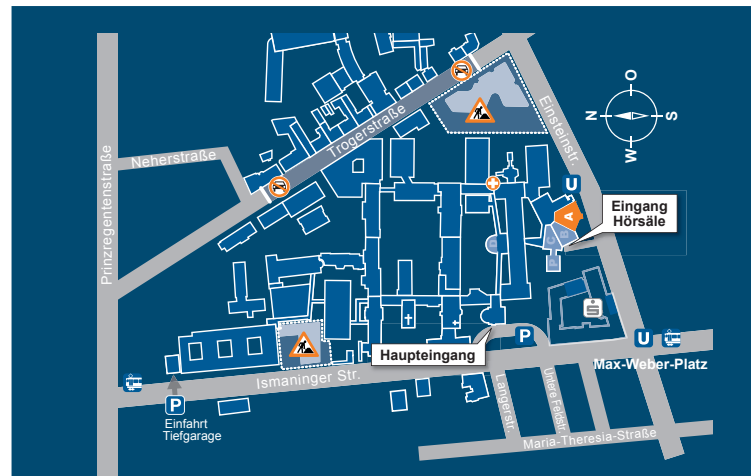 O
N
S
W
Einsteinstr.
Trogerstraße
Neherstraße
Prinzregentenstraße
U
Eingang
Hörsäle
A
B
C
P
D
S
P
U
Haupteingang
Max-Weber-Platz
Ismaninger Str.
P
Einfahrt
Tiefgarage
Langerstr.
Untere Feldstr.
Maria-Theresia-Straße